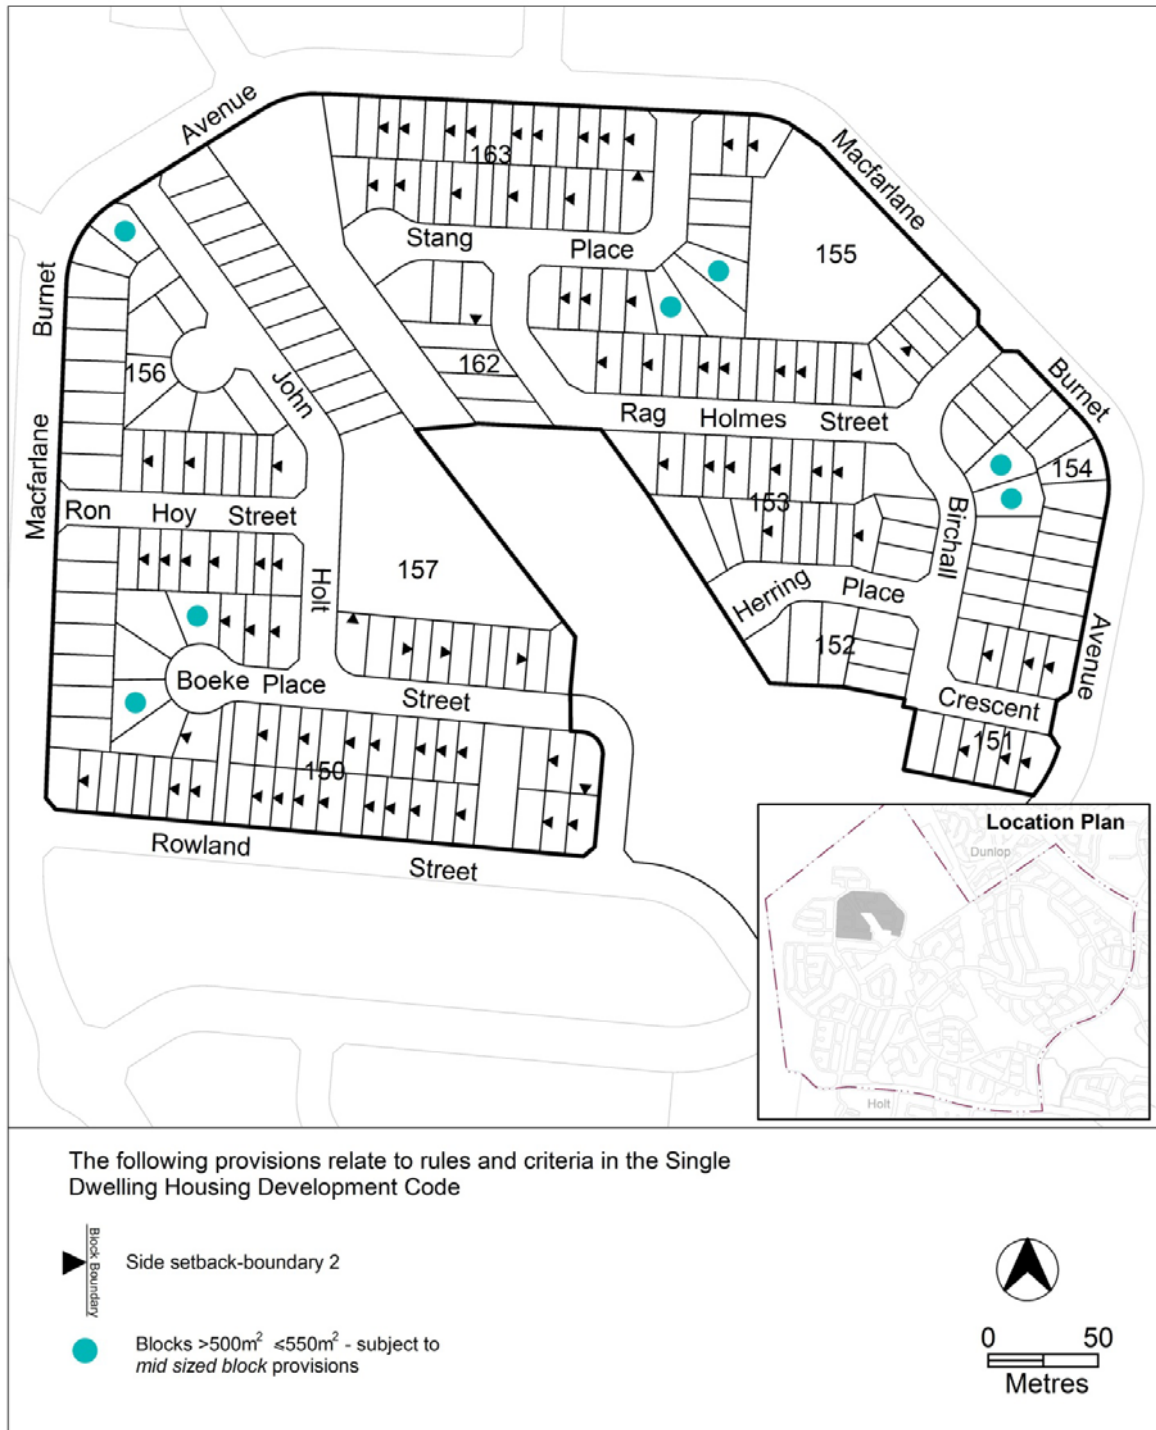 Avenue
163
Macfarlane
Stang
Place
155
Burnet
162
156
John
Burnet
Rag Holmes Street
154
Macfarlane
153
Ron Hoy Street
Birchall
157
Holt
Herring
Place
152
Avenue
Boeke Place
Street
Crescent
151
150
Rowland
Street
Location Plan
Dunlop
Holt
The following provisions relate to rules and criteria in the Single
Dwelling Housing Development Code
Block Boundary
Side setback-boundary 2
Blocks >500m² ≤550m² - subject to
mid sized block provisions
0 50
Metres